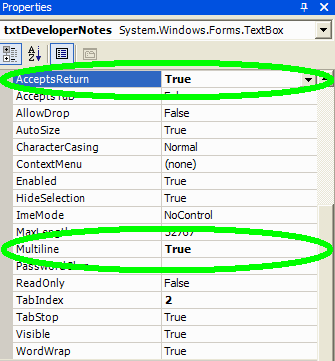 Properties
txtDeveloperNotes System.Windows.Forms.TextBox
AcceptsReturn True
AcceptsTab
AllowDrop False
AutoSize True
CharacterCasing Normal
ContextMenu (none)
Enabled True
HideSelection True
ImeMode NoControl
MaxLength 32767
Multiline True
PasswordChar
ReadOnly False
TabIndex 2
TabStop True
Visible True
WordWrap True